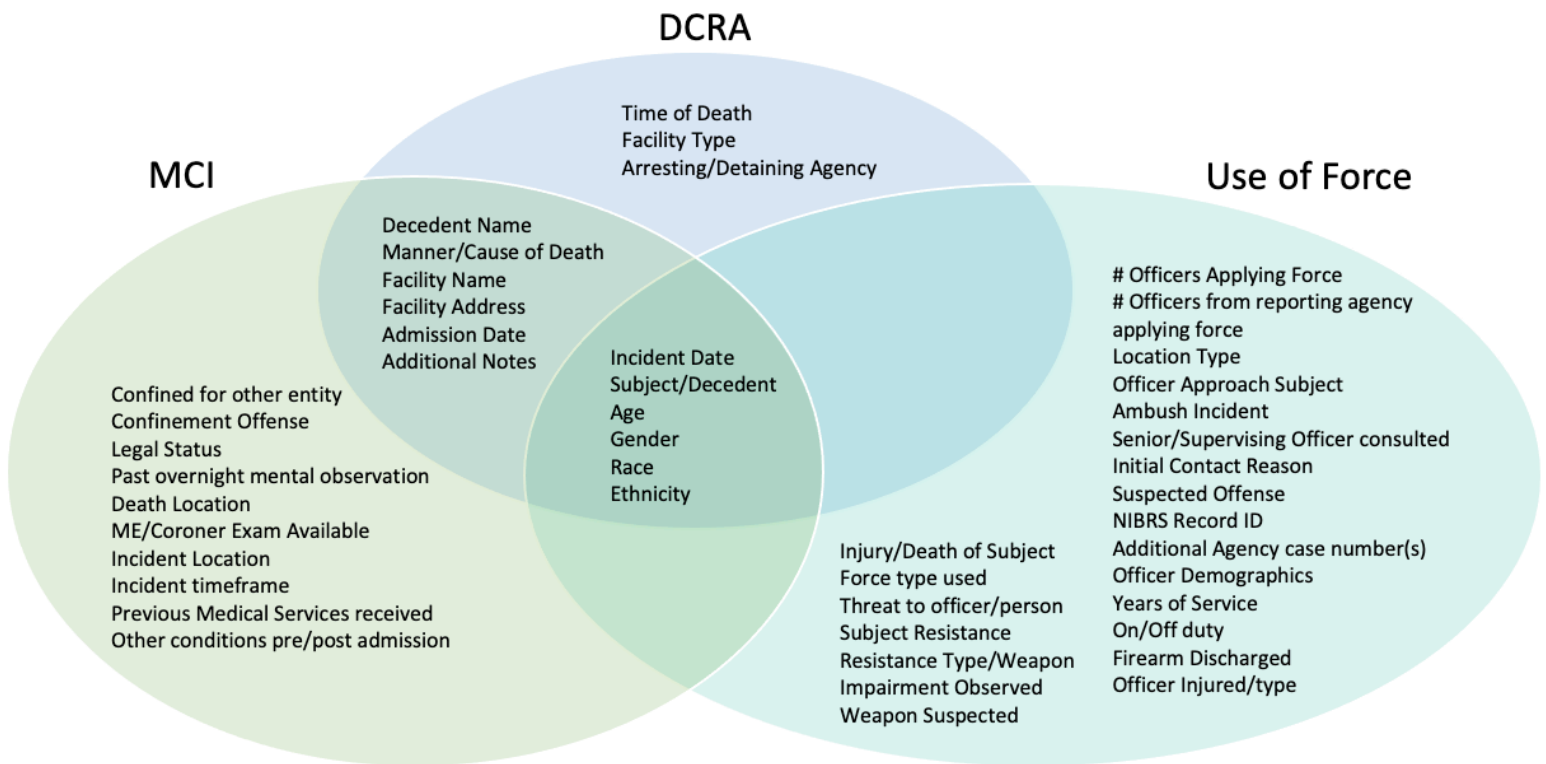 DCRA
Time of Death
Facility Type
Arresting/Detaining Agency
MCI
Use of Force
Decedent Name
Manner/Cause of Death
Facility Name
Facility Address
Admission Date
Additional Notes
Incident Date
Subject/Decedent
Age
Gender
Race
Ethnicity
Confined for other entity
Confinement Offense
Legal Status
Past overnight mental observation
Death Location
ME/Coroner Exam Available
Incident Location
Incident timeframe
Previous Medical Services received
Other conditions pre/post admission
Injury/Death of Subject
Force type used
Threat to officer/person
Subject Resistance
Resistance Type/Weapon
Impairment Observed
Weapon Suspected
# Officers Applying Force
# Officers from reporting agency
applying force
Location Type
Officer Approach Subject
Ambush Incident
Senior/Supervising Officer consulted
Initial Contact Reason
Suspected Offense
NIBRS Record ID
Additional Agency case number(s)
Officer Demographics
Years of Service
On/Off duty
Firearm Discharged
Officer Injured/type